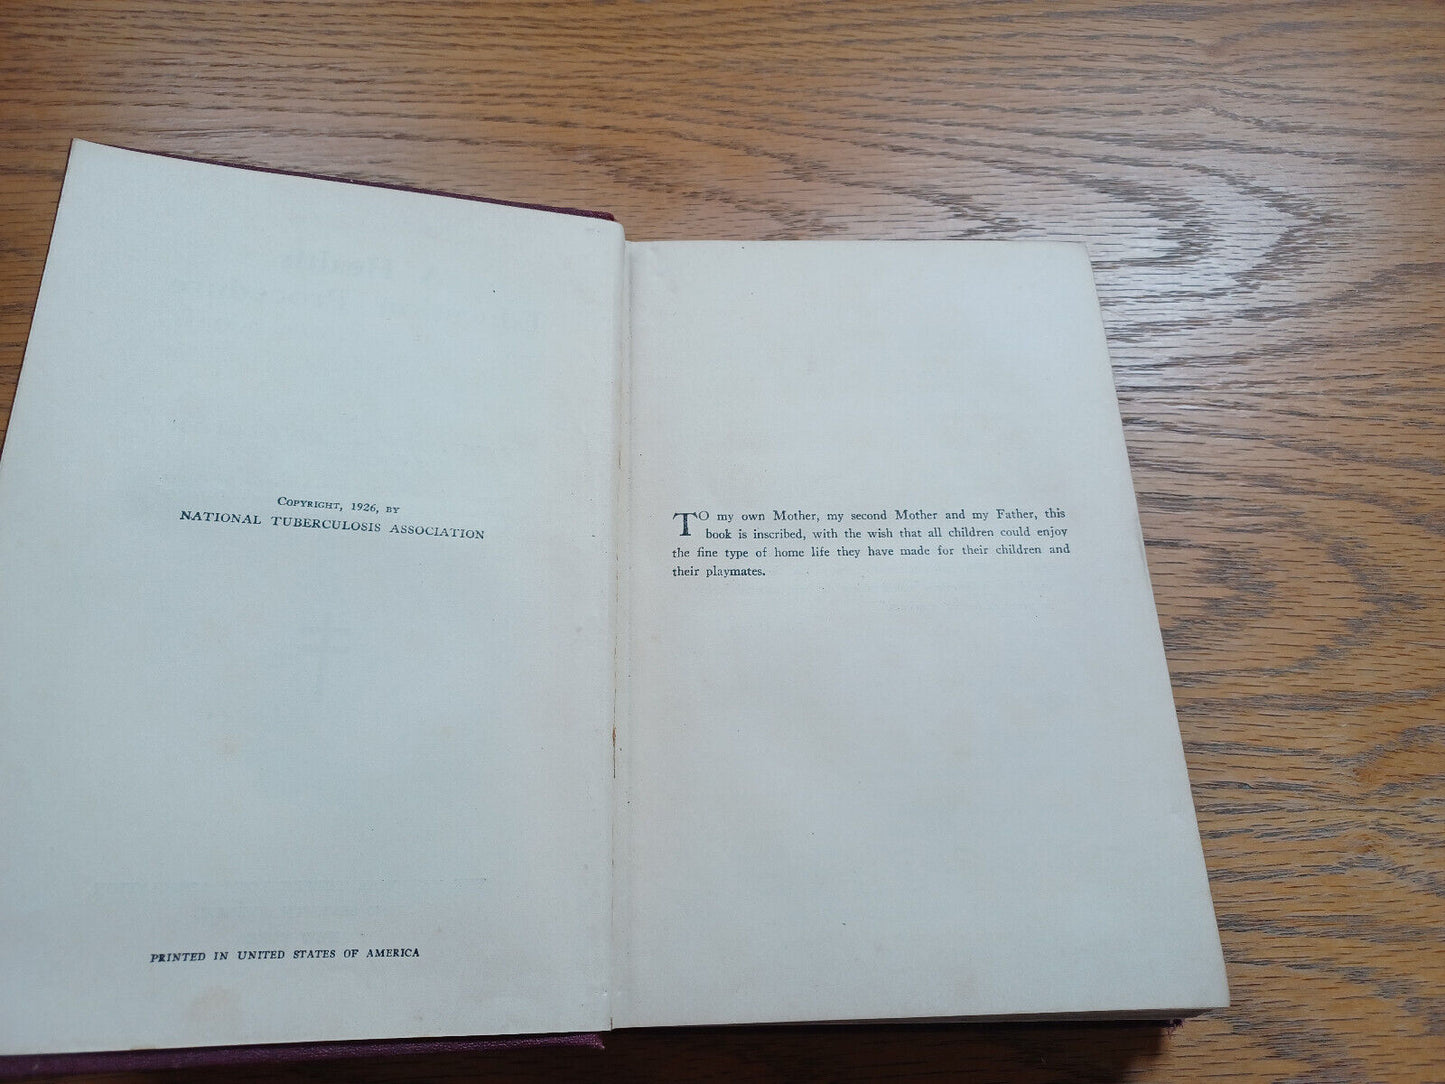 COPYRIGHT, 1926, BY
NATIONAL TUBERCULOSIS ASSOCIATION
PRINTED IN UNITED STATES OF AMERICA
TO my own Mother, my second Mother and my Father, this
book is inscribed, with the wish that all children could enjoy
the fine type of home life they have made for their children and
their playmates.